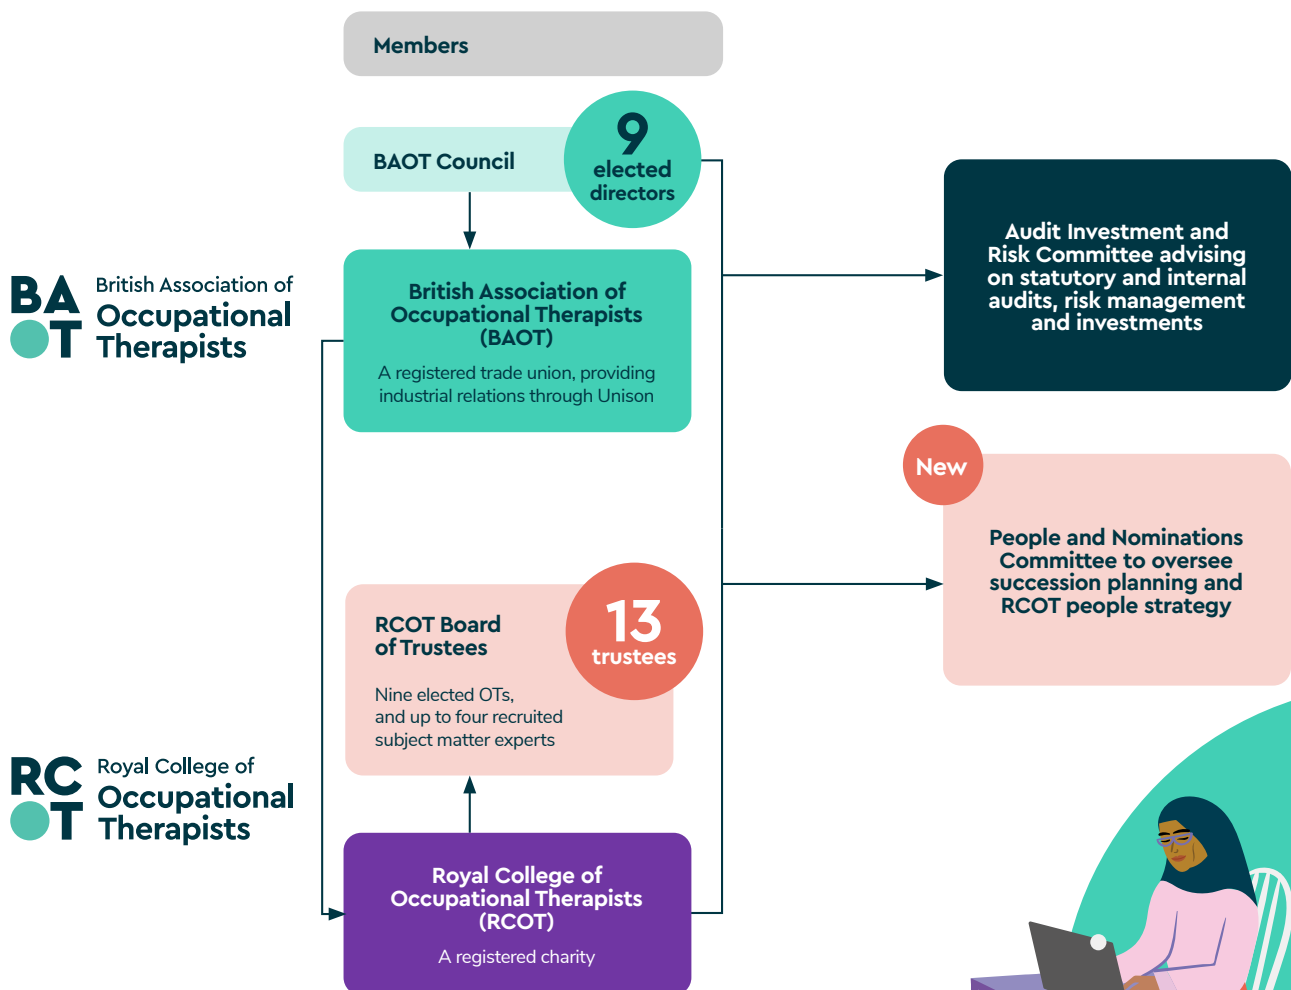 Members
BAOT Council
9
elected
directors
BA
OT
British Association of
Occupational
Therapists
British Association of
Occupational Therapists
(BAOT)
A registered trade union, providing
industrial relations through Unison
Audit Investment and
Risk Committee advising
on statutory and internal
audits, risk management
and investments
New
People and Nominations
Committee to oversee
succession planning and
RCOT people strategy
RCOT Board
of Trustees
13
trustees
Nine elected OTs,
and up to four recruited
subject matter experts
RC
OT
Royal College of
Occupational
Therapists
Royal College of
Occupational Therapists
(RCOT)
A registered charity